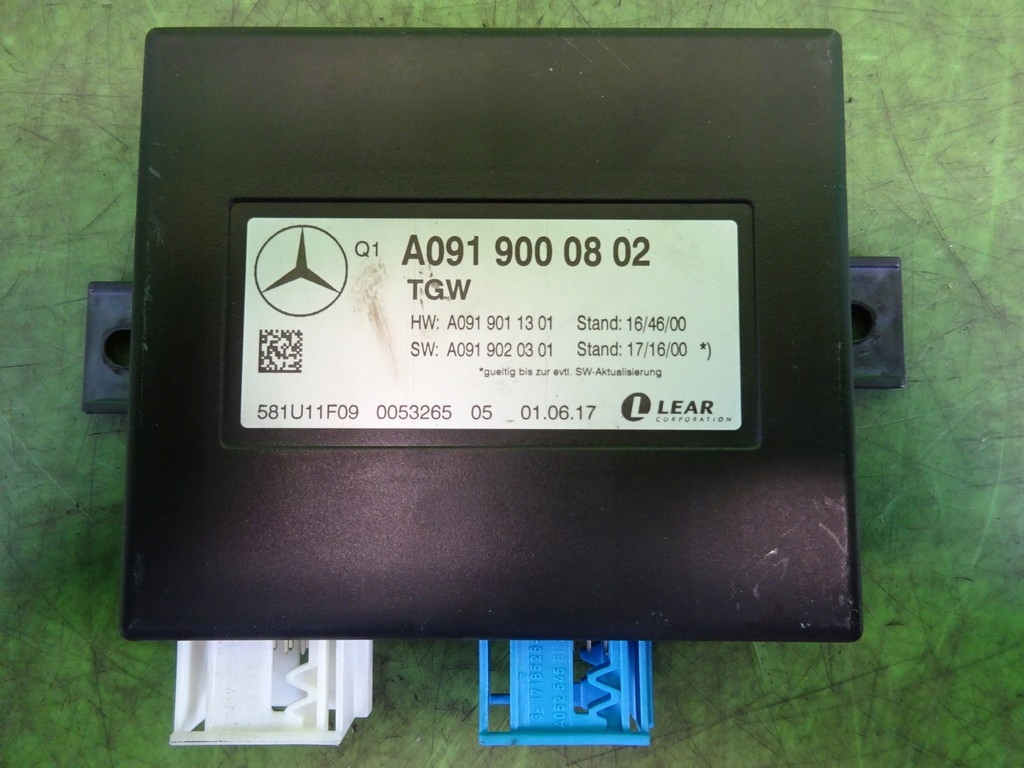 Q1 A091 900 08 02
TGW
HW: A091 901 13 01 Stand: 16/46/00
SW: A091 902 03 01 Stand: 17/16/00 *)
*gueltig bis zur evtl. SW-Aktualisierung
581U11F09 0053265 05 01.06.17 LEAR
CORPORATION